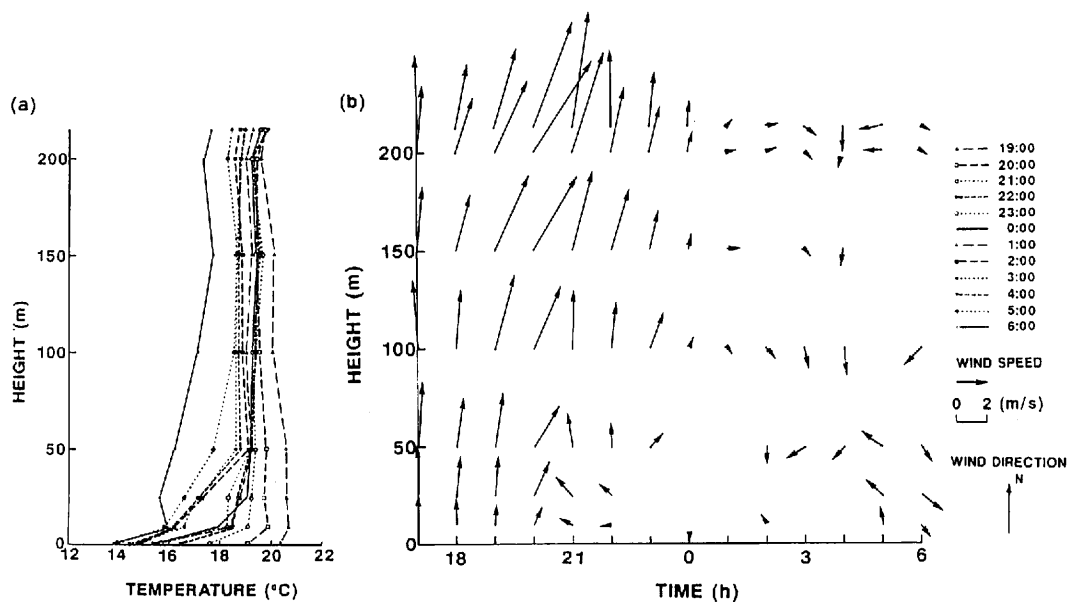 (a)
200
150
100
50
0
HEIGHT (m)
12 14 16 18 20 22
TEMPERATURE (°C)
(b)
200
150
100
50
0
HEIGHT (m)
18 21 0 3 6
TIME (h)
19:00
20:00
21:00
22:00
23:00
0:00
1:00
2:00
3:00
4:00
5:00
6:00
WIND SPEED
0 2 (m/s)
WIND DIRECTION
N